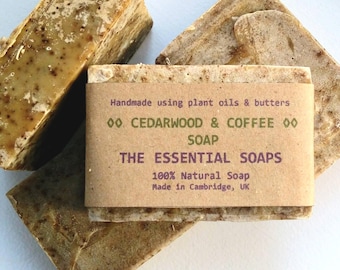 Handmade using plant oils & butters
◊◊ CEDARWOOD & COFFEE ◊◊
SOAP
THE ESSENTIAL SOAPS
100% Natural Soap
Made in Cambridge, UK